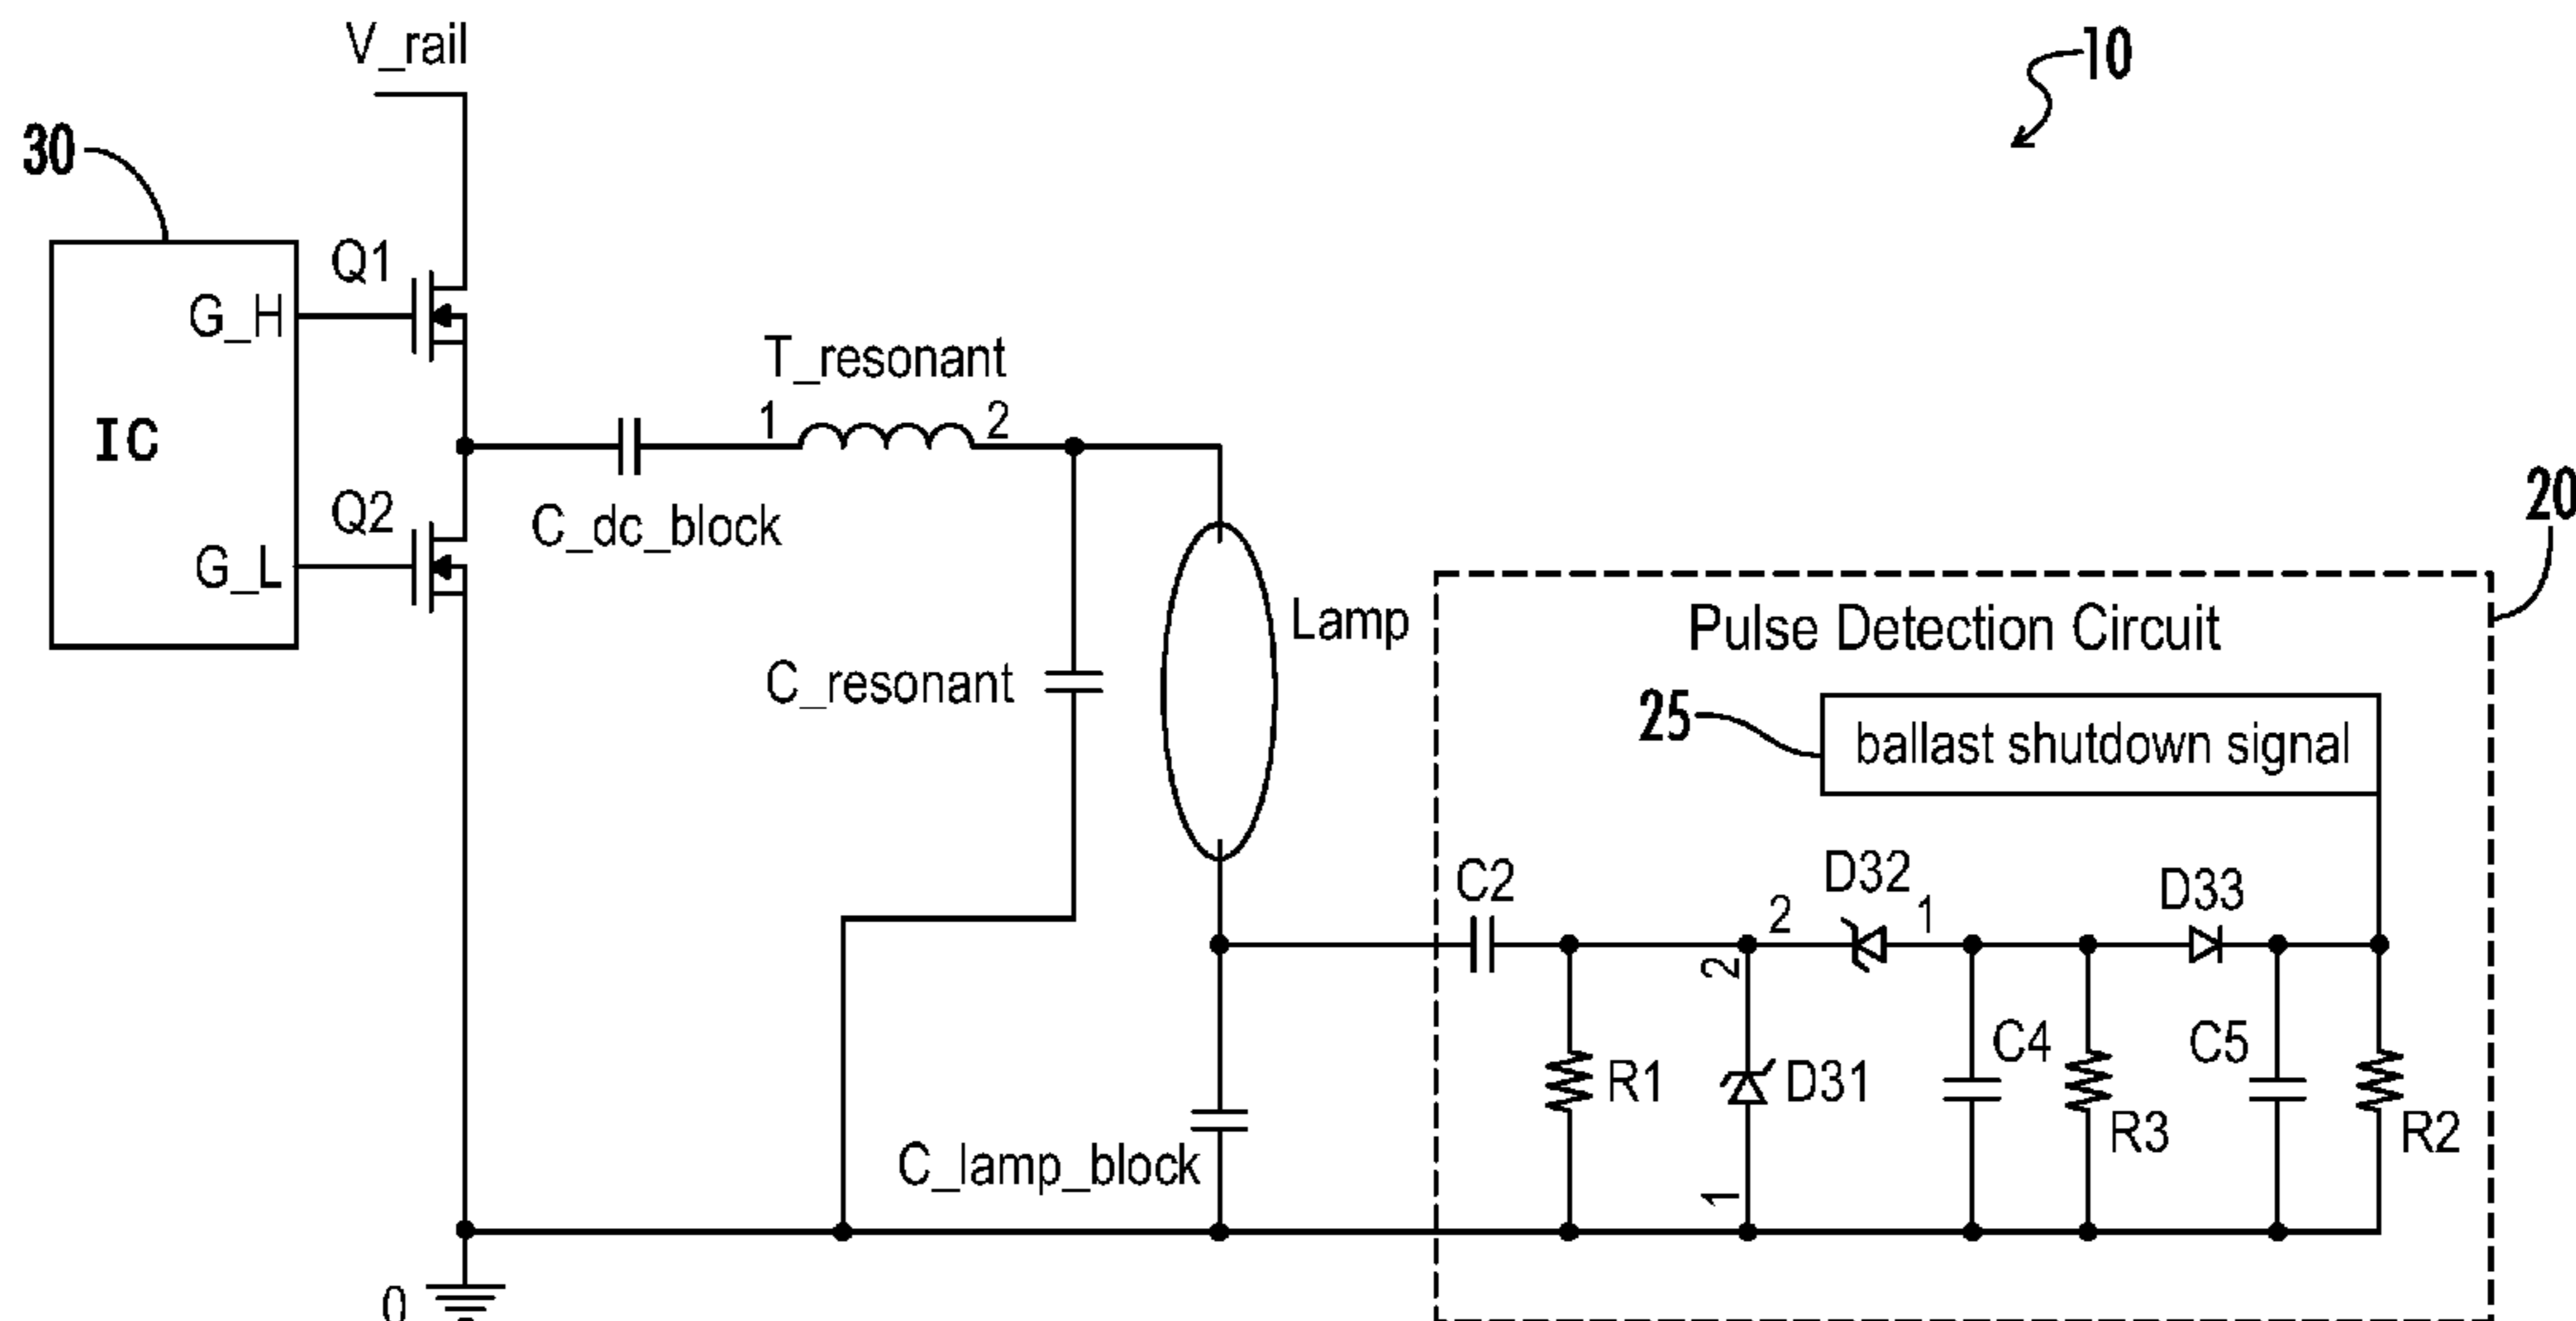 V_rail
10
30
Q1
G_H
T_resonant
1
2
IC
Q2
C_dc_block
G_L
20
Lamp
Pulse Detection Circuit
C_resonant
25
ballast shutdown signal
C2
D32
D33
2
1
2
R1
D31
C4
C5
R3
R2
C_lamp_block
1
0